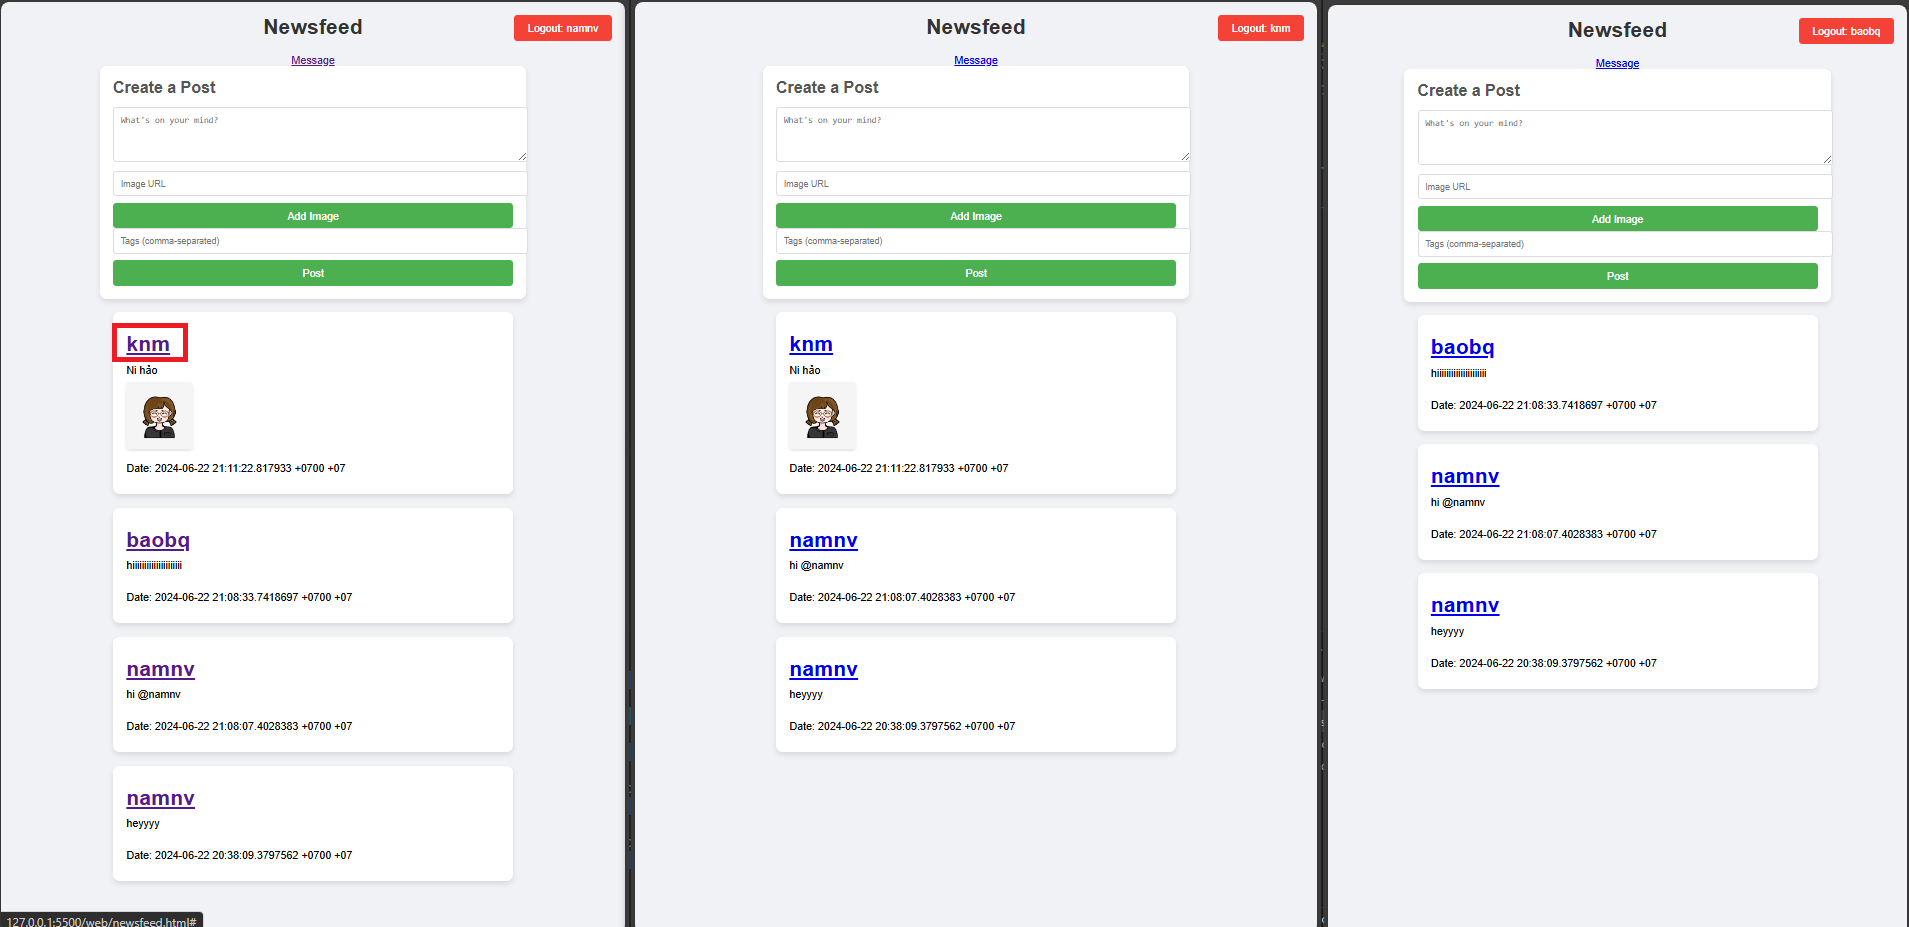 Newsfeed
Logout: namnv
Message
Create a Post
What's on your mind?
Image URL
Add Image
Tags (comma-separated)
Post
knm
Ni hảo
Date: 2024-06-22 21:11:22.817933 +0700 +07
baobq
hiiiiiiiiiiiiiiiiiiiii
Date: 2024-06-22 21:08:33.7418697 +0700 +07
namnv
hi @namnv
Date: 2024-06-22 21:08:07.4028383 +0700 +07
namnv
heyyyy
Date: 2024-06-22 20:38:09.3797562 +0700 +07
127.0.0.1:5500/web/newsfeed.html#
Newsfeed
Logout: knm
Message
Create a Post
What's on your mind?
Image URL
Add Image
Tags (comma-separated)
Post
knm
Ni hảo
Date: 2024-06-22 21:11:22.817933 +0700 +07
namnv
hi @namnv
Date: 2024-06-22 21:08:07.4028383 +0700 +07
namnv
heyyyy
Date: 2024-06-22 20:38:09.3797562 +0700 +07
Newsfeed
Logout: baobq
Message
Create a Post
What's on your mind?
Image URL
Add Image
Tags (comma-separated)
Post
baobq
hiiiiiiiiiiiiiiiiiiiii
Date: 2024-06-22 21:08:33.7418697 +0700 +07
namnv
hi @namnv
Date: 2024-06-22 21:08:07.4028383 +0700 +07
namnv
heyyyy
Date: 2024-06-22 20:38:09.3797562 +0700 +07